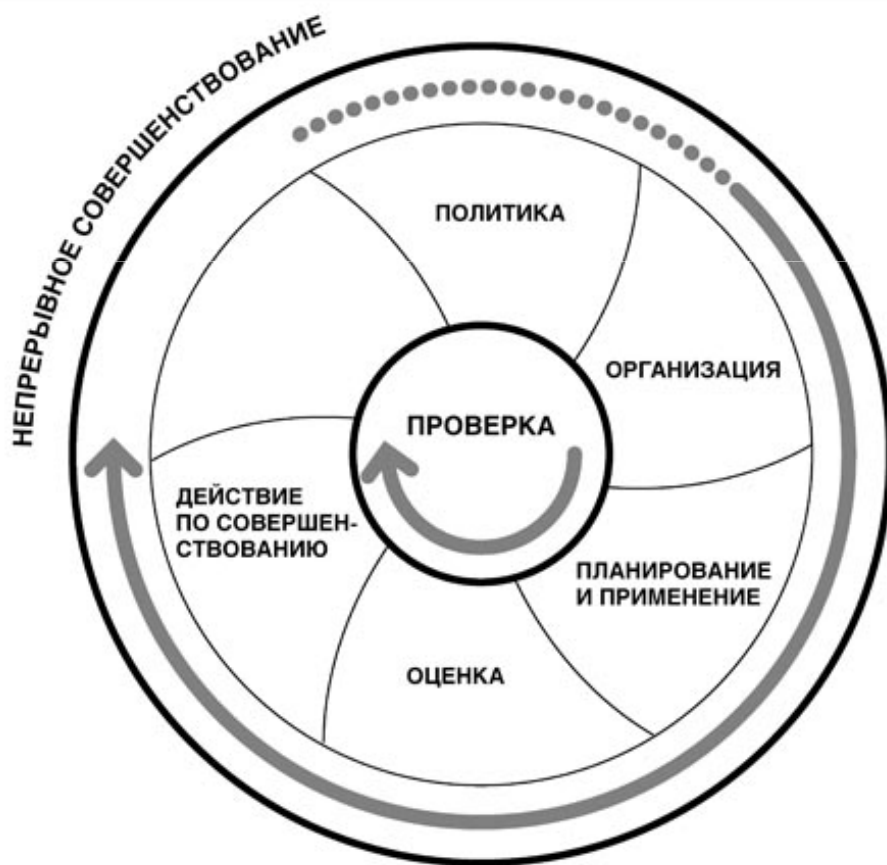 НЕПРЕРЫВНОЕ СОВЕРШЕНСТВОВАНИЕ
ПОЛИТИКА
ОРГАНИЗАЦИЯ
ПРОВЕРКА
ДЕЙСТВИЕ
ПО СОВЕРШЕН-
СТВОВАНИЮ
ПЛАНИРОВАНИЕ
И ПРИМЕНЕНИЕ
ОЦЕНКА